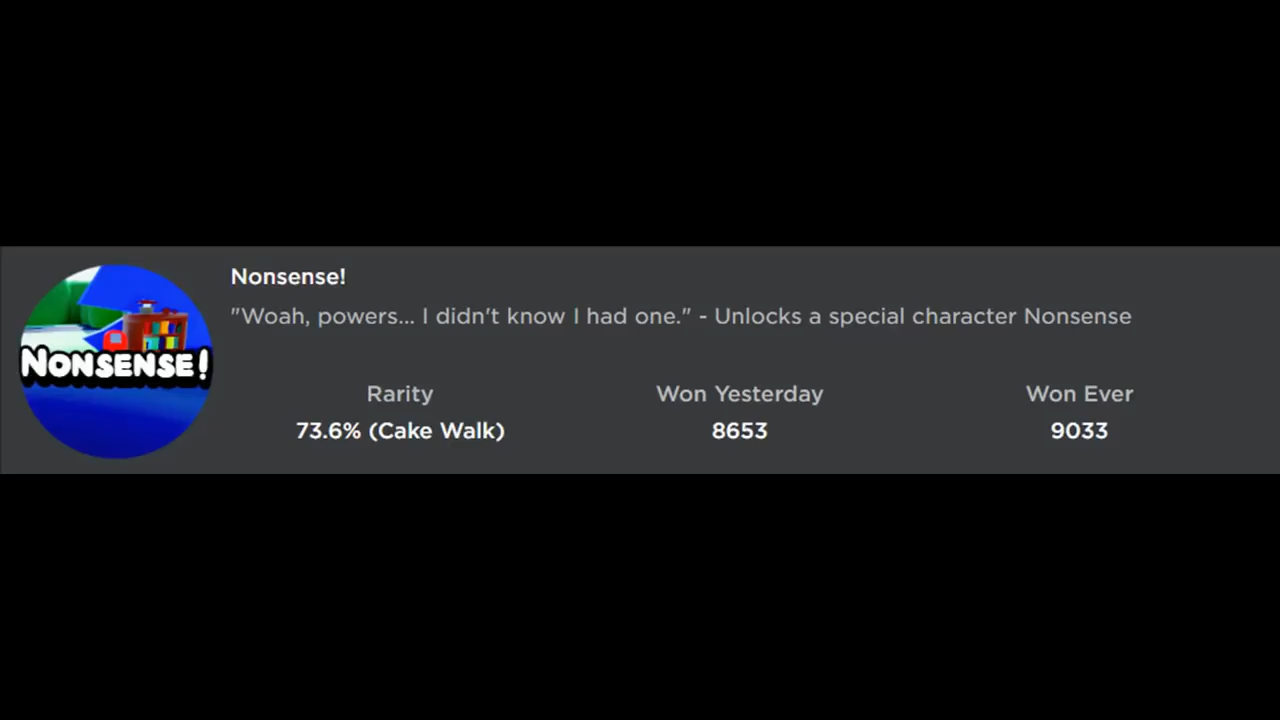 Nonsense!
"Woah, powers... I didn't know I had one." - Unlocks a special character Nonsense
NONSENSE!
Rarity
Won Yesterday
Won Ever
73.6% (Cake Walk)
8653
9033